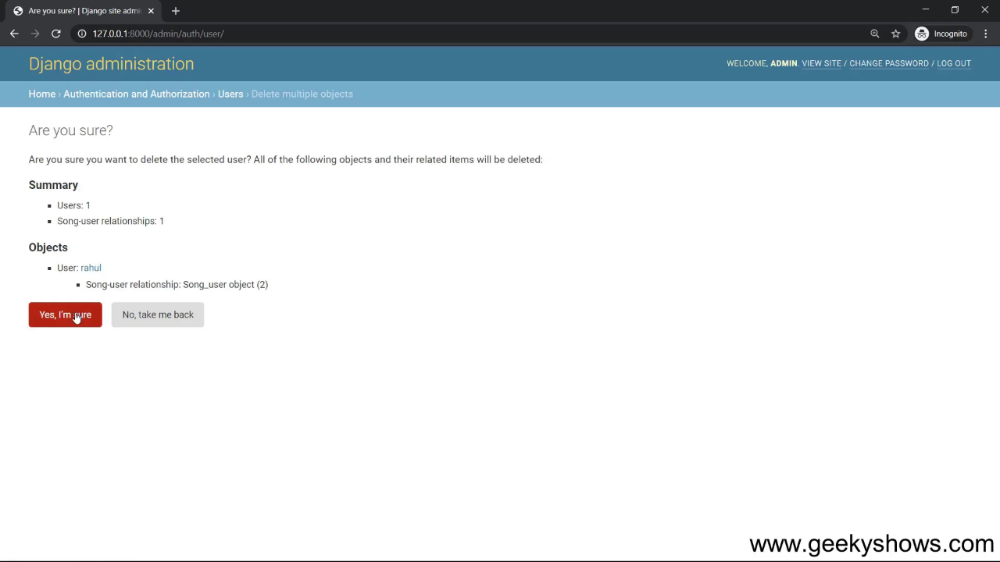 Are you sure? | Django site admi
127.0.0.1:8000/admin/auth/user/
Incognito
Django administration
WELCOME, ADMIN. VIEW SITE / CHANGE PASSWORD / LOG OUT
Home › Authentication and Authorization › Users › Delete multiple objects
Are you sure?
Are you sure you want to delete the selected user? All of the following objects and their related items will be deleted:
Summary
Users: 1
Song-user relationships: 1
Objects
User: rahul
Song-user relationship: Song_user object (2)
Yes, I'm sure
No, take me back
www.geekyshows.com